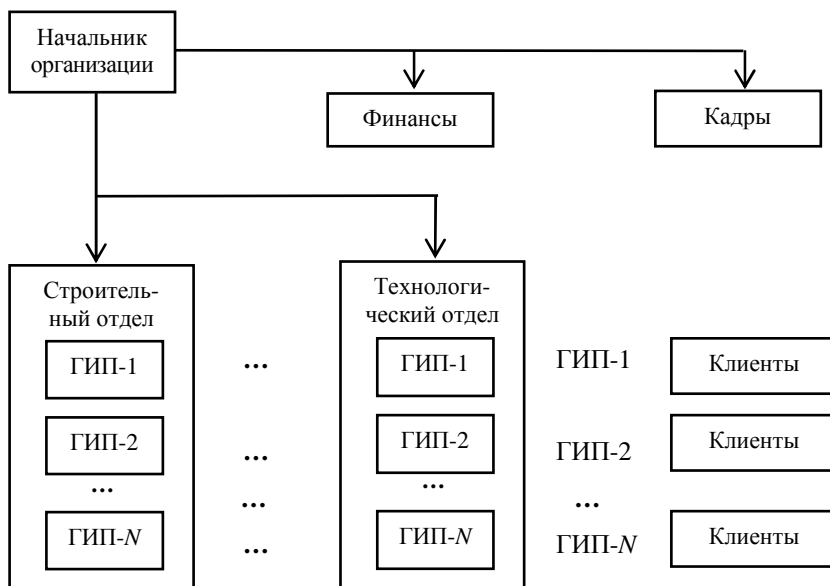 Начальник
организации
Финансы
Кадры
Строитель-
ный отдел
Технологи-
ческий отдел
ГИП-1
...
ГИП-1
ГИП-1
Клиенты
ГИП-2
...
ГИП-2
ГИП-2
Клиенты
...
...
...
...
ГИП-N
...
ГИП-N
ГИП-N
Клиенты